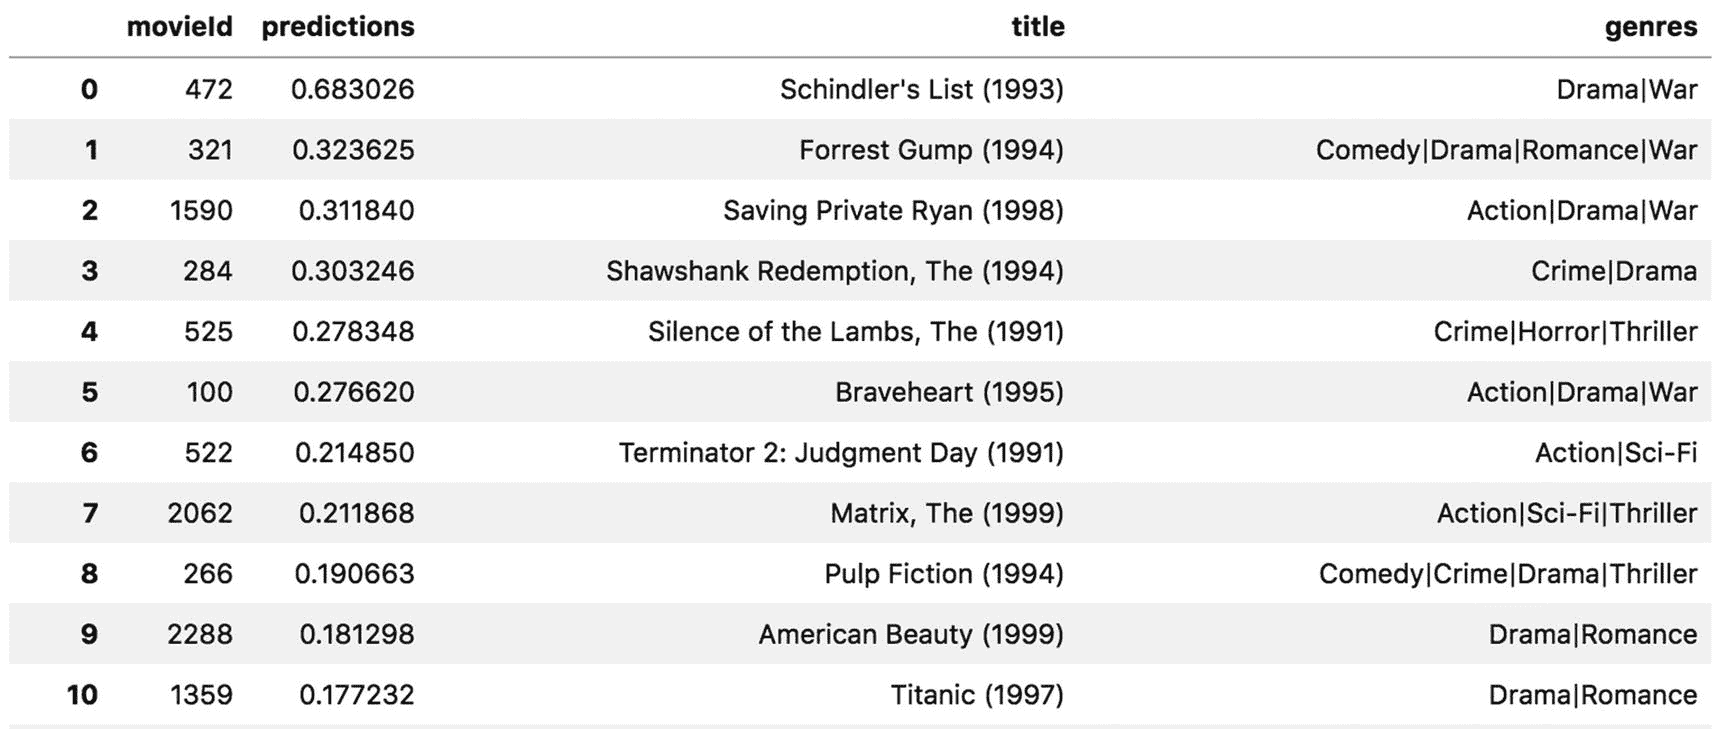 movieId predictions title genres
0 472 0.683026 Schindler's List (1993) Drama|War
1 321 0.323625 Forrest Gump (1994) Comedy|Drama|Romance|War
2 1590 0.311840 Saving Private Ryan (1998) Action|Drama|War
3 284 0.303246 Shawshank Redemption, The (1994) Crime|Drama
4 525 0.278348 Silence of the Lambs, The (1991) Crime|Horror|Thriller
5 100 0.276620 Braveheart (1995) Action|Drama|War
6 522 0.214850 Terminator 2: Judgment Day (1991) Action|Sci-Fi
7 2062 0.211868 Matrix, The (1999) Action|Sci-Fi|Thriller
8 266 0.190663 Pulp Fiction (1994) Comedy|Crime|Drama|Thriller
9 2288 0.181298 American Beauty (1999) Drama|Romance
10 1359 0.177232 Titanic (1997) Drama|Romance